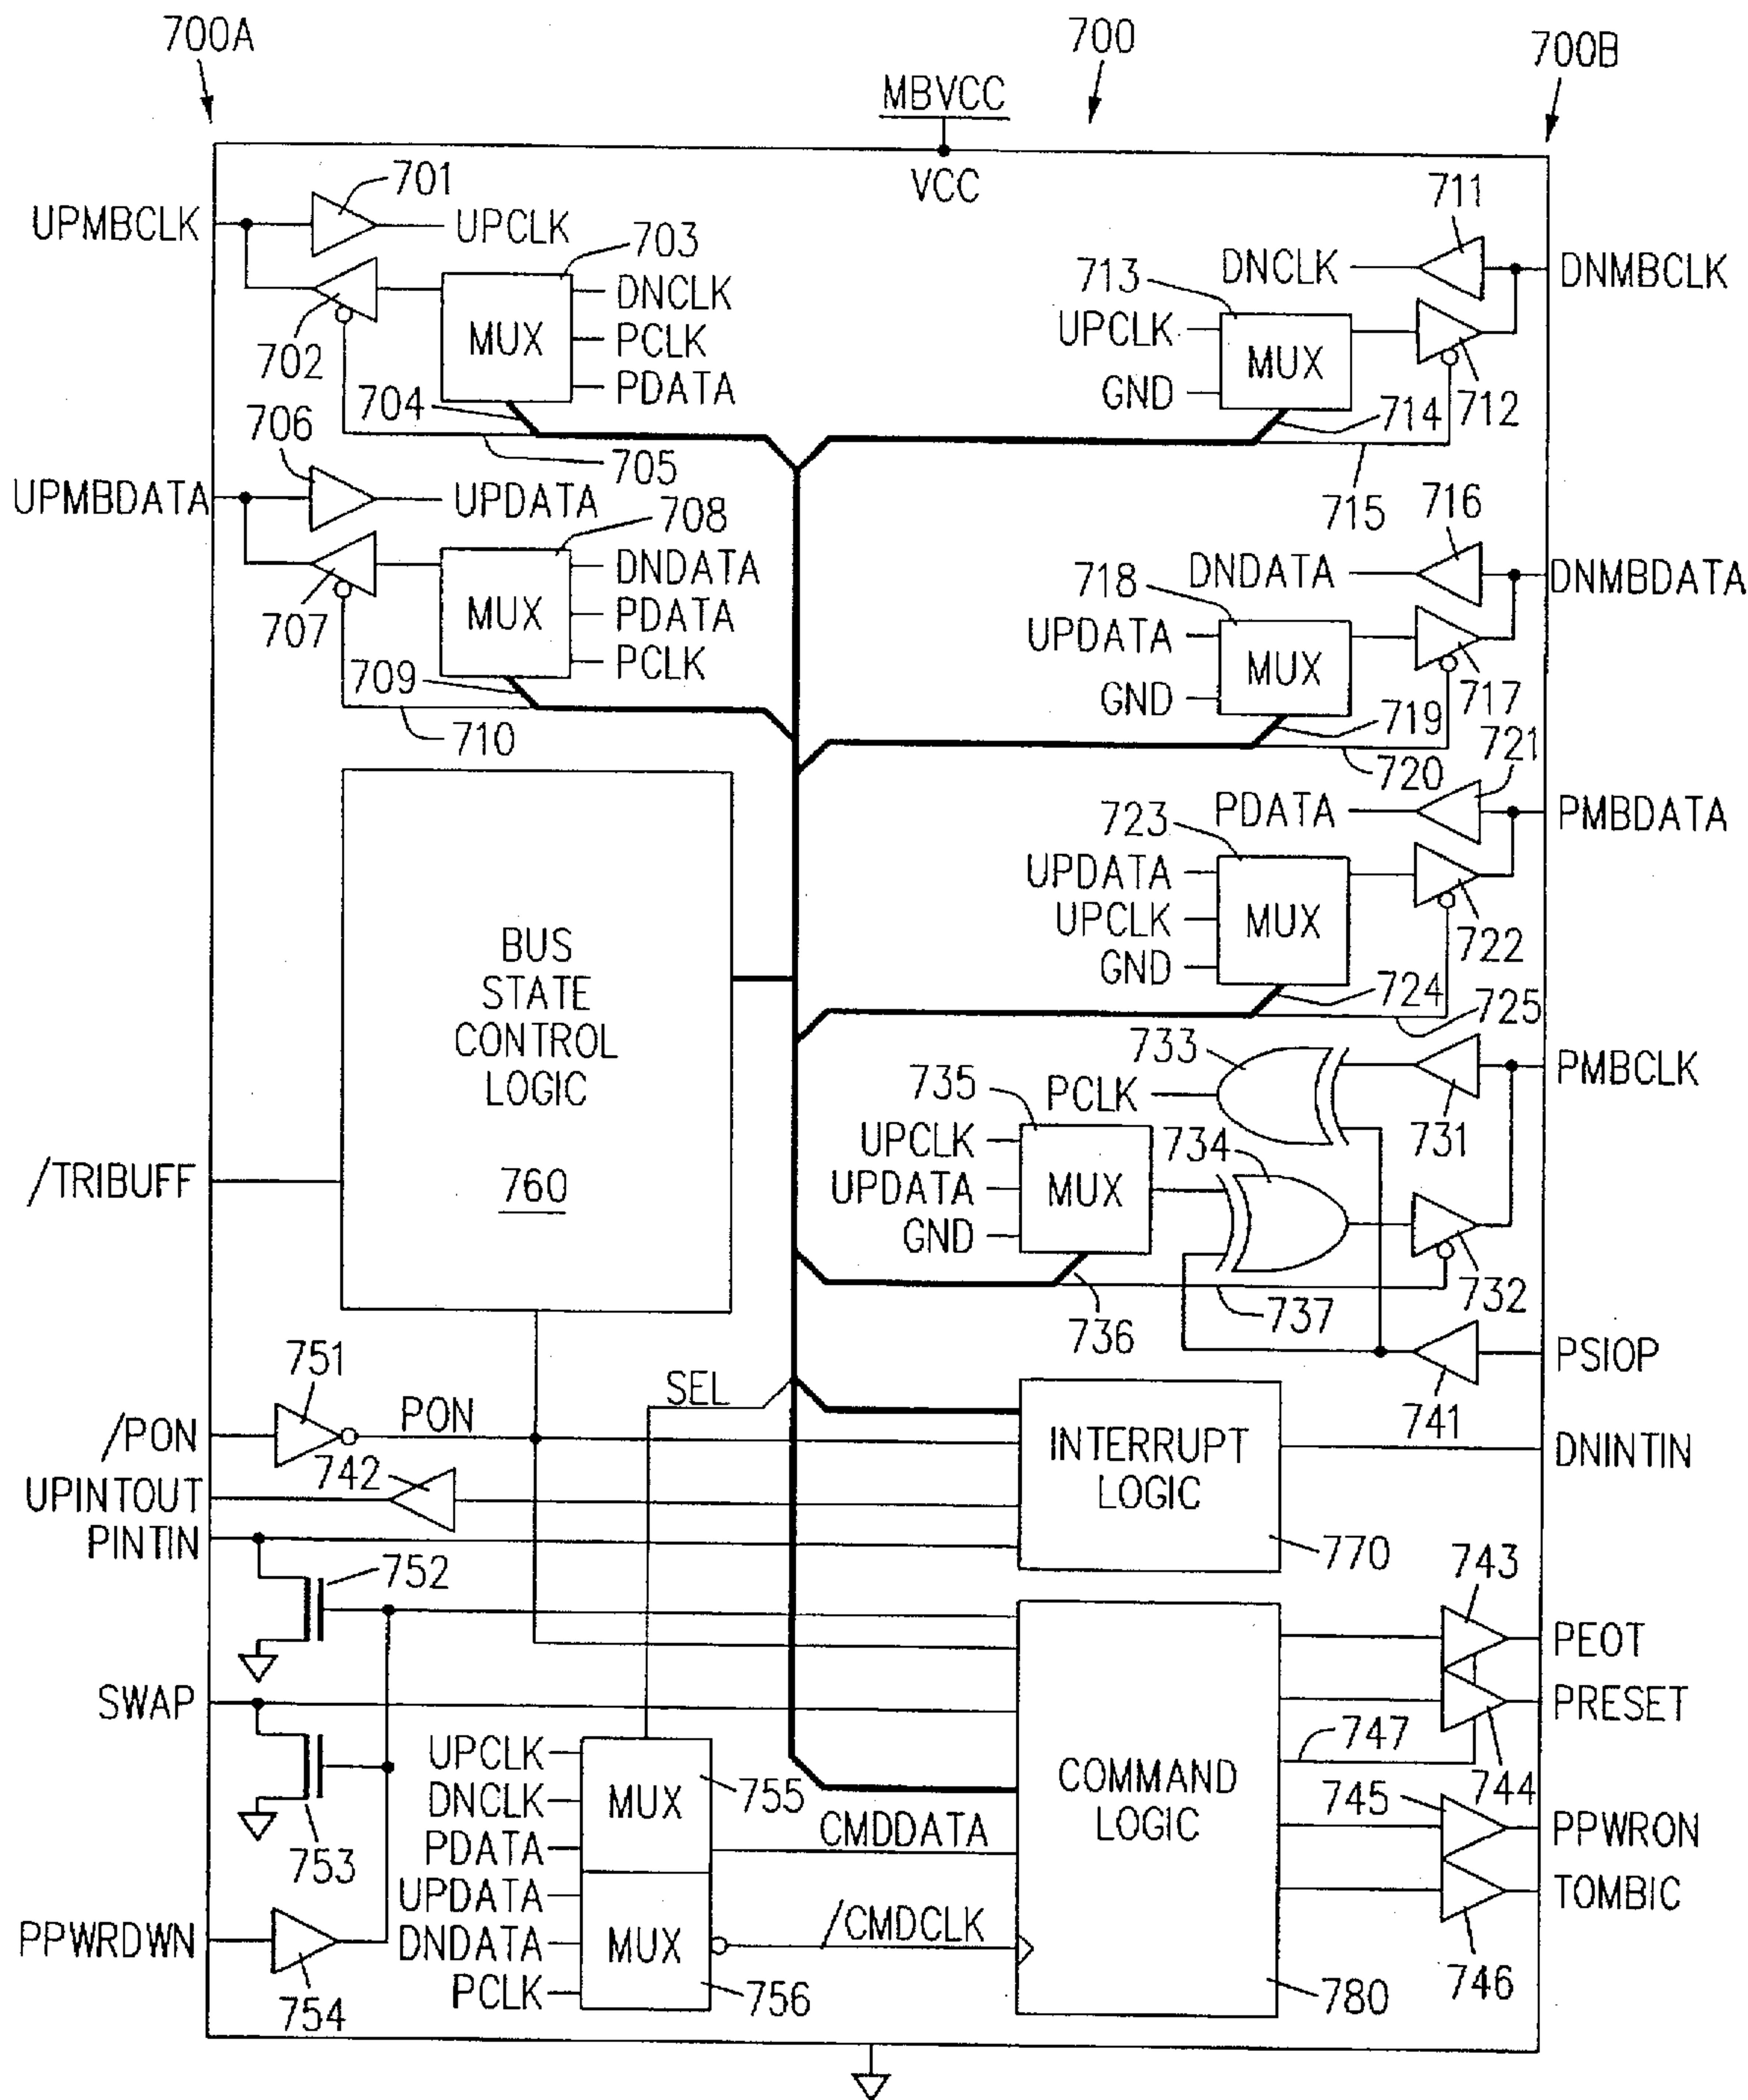 700A
700
700B
MBVCC
VCC
UPMBCLK
701
UPCLK
703
DNCLK
PCLK
PDATA
MUX
702
704
705
711
DNCLK
DNMBCLK
713
UPCLK
GND
MUX
712
714
715
706
UPMBDATA
UPDATA
708
DNDATA
PDATA
PCLK
MUX
707
709
710
716
DNDATA
DNMBDATA
718
UPDATA
GND
MUX
717
719
720
721
PDATA
PMBDATA
723
UPDATA
UPCLK
GND
MUX
722
724
725
BUS
STATE
CONTROL
LOGIC
760
/TRIBUFF
733
PCLK
PMBCLK
731
735
UPCLK
UPDATA
GND
MUX
734
732
736
737
PSIOP
741
751
/PON
PON
SEL
742
UPINTOUT
PINTIN
INTERRUPT
LOGIC
770
DNINTIN
752
743
PEOT
SWAP
PRESET
747
744
753
UPCLK
DNCLK
PDATA
MUX
755
CMDDATA
UPDATA
DNDATA
PCLK
MUX
756
/CMDCLK
COMMAND
LOGIC
780
745
PPWRON
TOMBIC
746
PPWRDWN
754